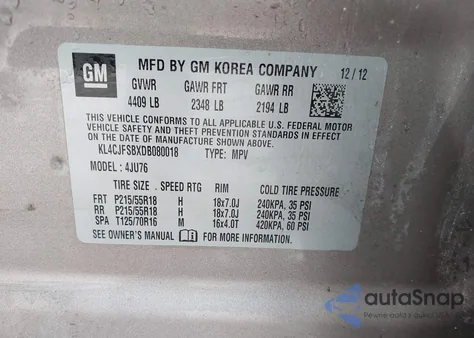 GM
MFD BY GM KOREA COMPANY 12/12
GVWR GAWR FRT GAWR RR
4409 LB 2348 LB 2194 LB
THIS VEHICLE CONFORMS TO ALL APPLICABLE U.S. FEDERAL MOTOR
VEHICLE SAFETY AND THEFT PREVENTION STANDARDS IN EFFECT
ON THE DATE OF MANUFACTURE SHOWN ABOVE.
KL4CJFSBXDB080018 TYPE: MPV
MODEL: 4JU76
TIRE SIZE . SPEED RTG RIM COLD TIRE PRESSURE
FRT P215/55R18 H 18x7.0J 240KPA, 35 PSI
RR P215/55R18 H 18x7.0J 240KPA, 35 PSI
SPA T125/70R16 M 16x4.0T 420KPA, 60 PSI
SEE OWNER'S MANUAL FOR MORE INFORMATION.
autoSnap
Pewne auta z USA